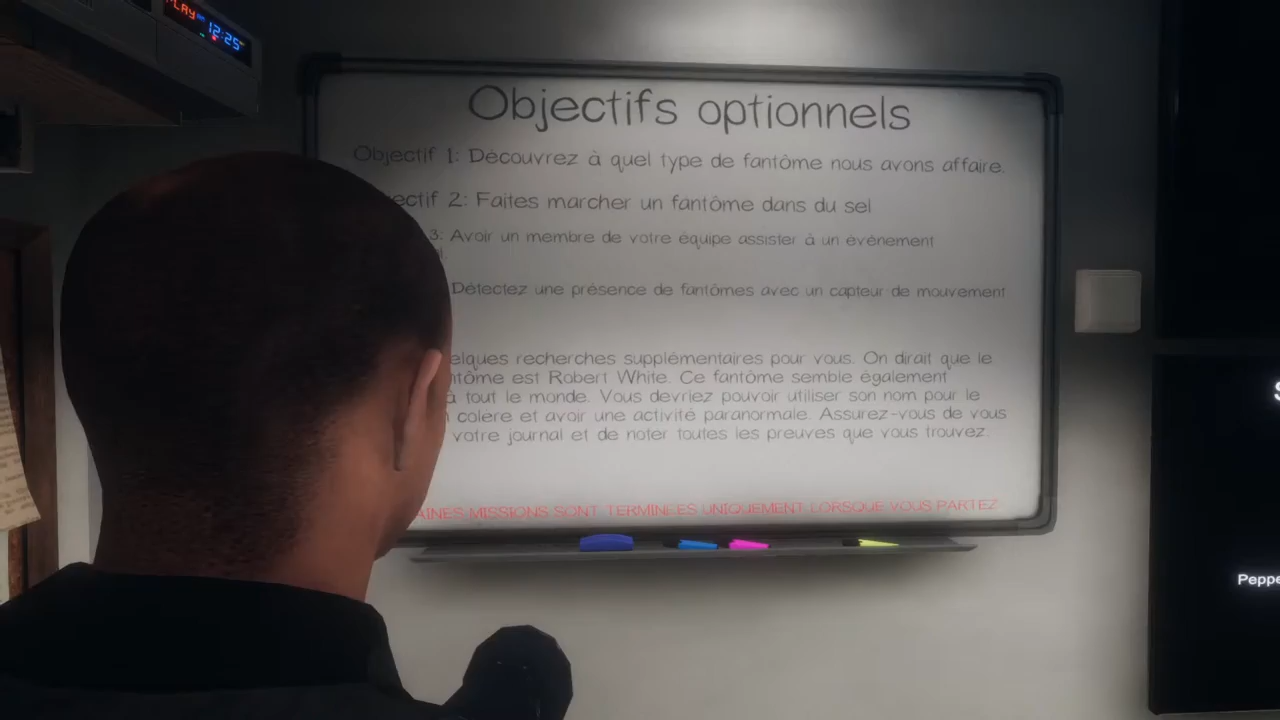 PLAY
12:25
Objectifs optionnels
Objectif 1: Découvrez à quel type de fantôme nous avons affaire.
ectif 2: Faites marcher un fantôme dans du sel
3. Avoir un membre de votre équipe assister à un événement
Détectez une présence de fantômes avec un capteur de mouvement
elques recherches supplémentaires pour vous. On dirait que le
ntôme est Robert White. Ce fantôme semble également
à tout le monde. Vous devriez pouvoir utiliser son nom pour le
colère et avoir une activité paranormale. Assurez-vous de vous
votre journal et de noter toutes les preuves que vous trouvez.
AINES MISSIONS SONT TERMINEES UNIQUEMENT LORSQUE VOUS PARTEZ
S
Peppe